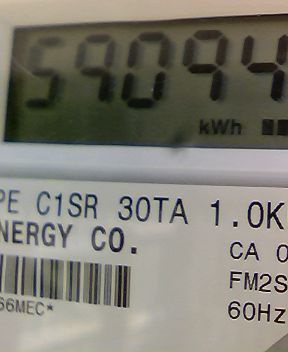 59094
kWh
PE C1SR 30TA 1.0K
NERGY CO.
CA 0
FM2S
60Hz
66MEC*